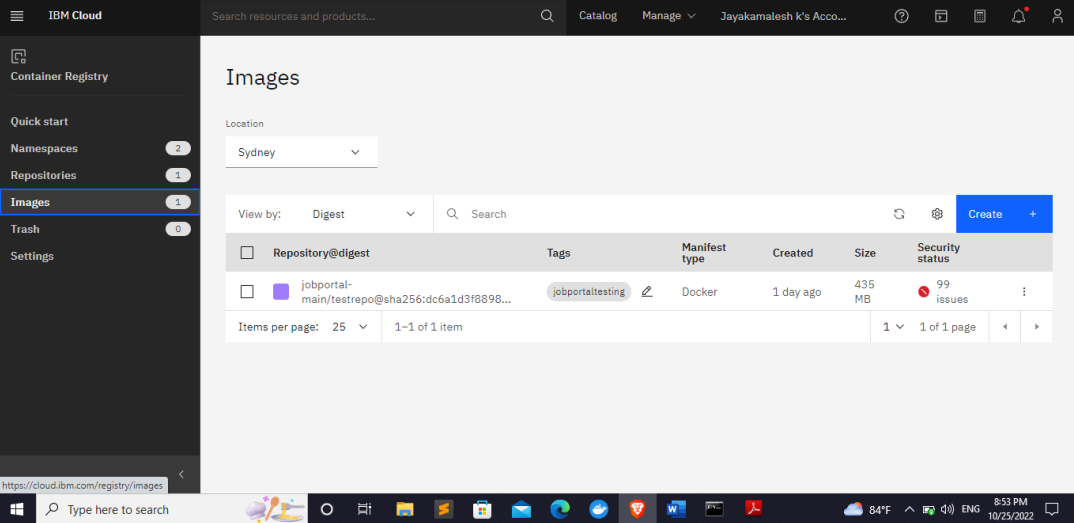 IBM Cloud
Search resources and products...
Catalog
Manage
Jayakamalesh k's Acco...
Container Registry
Quick start
Namespaces 2
Repositories 1
Images 1
Trash 0
Settings
https://cloud.ibm.com/registry/images
Images
Location
Sydney
View by: Digest
Search
Create +
Repository@digest
Tags
Manifest
type
Created
Size
Security
status
jobportal-
main/testrepo@sha256:dc6a1d3f8898...
jobportaltesting
Docker
1 day ago
435
MB
99
issues
Items per page: 25
1–1 of 1 item
1
1 of 1 page
Type here to search
84°F
ENG
8:53 PM
10/25/2022